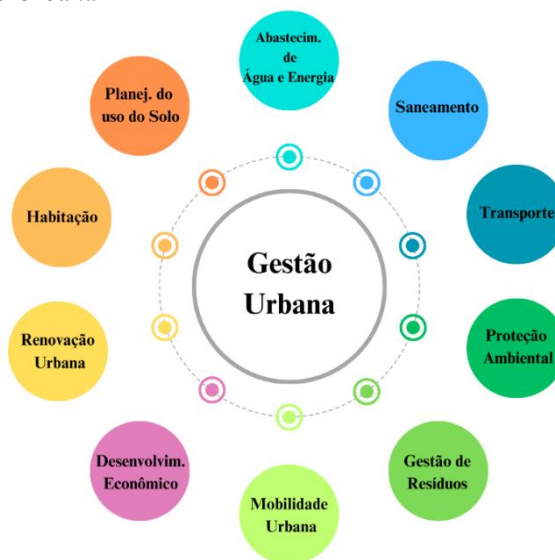 Abastecim.
de
Água e Energia
Saneamento
Transporte
Proteção
Ambiental
Gestão de
Resíduos
Mobilidade
Urbana
Desenvolvim.
Econômico
Renovação
Urbana
Habitação
Planej. do
uso do Solo
Gestão
Urbana